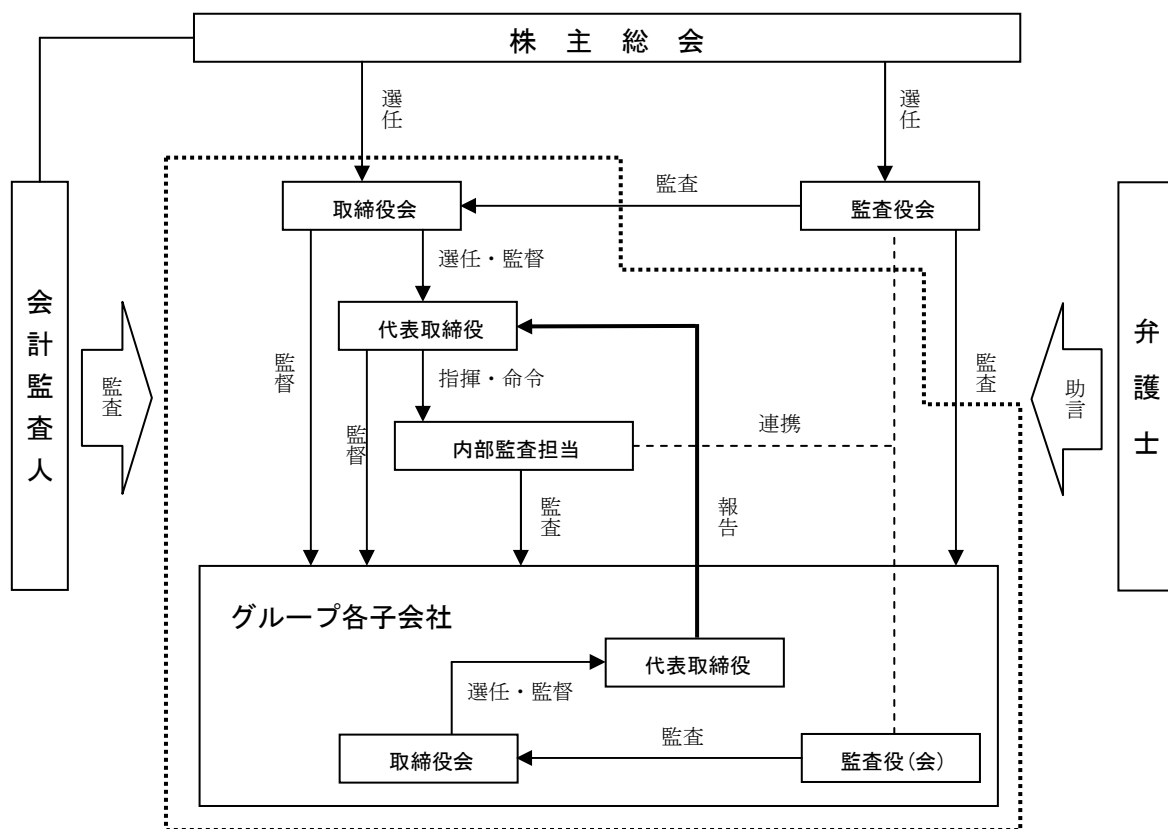 株 主 総 会
選任
選任
取締役会
監査
監査役会
選任・監督
代表取締役
会計監査人
監査
監督
監督
指揮・命令
内部監査担当
連携
監査
報告
監査
助言
弁護士
グループ各子会社
代表取締役
選任・監督
取締役会
監査
監査役(会)